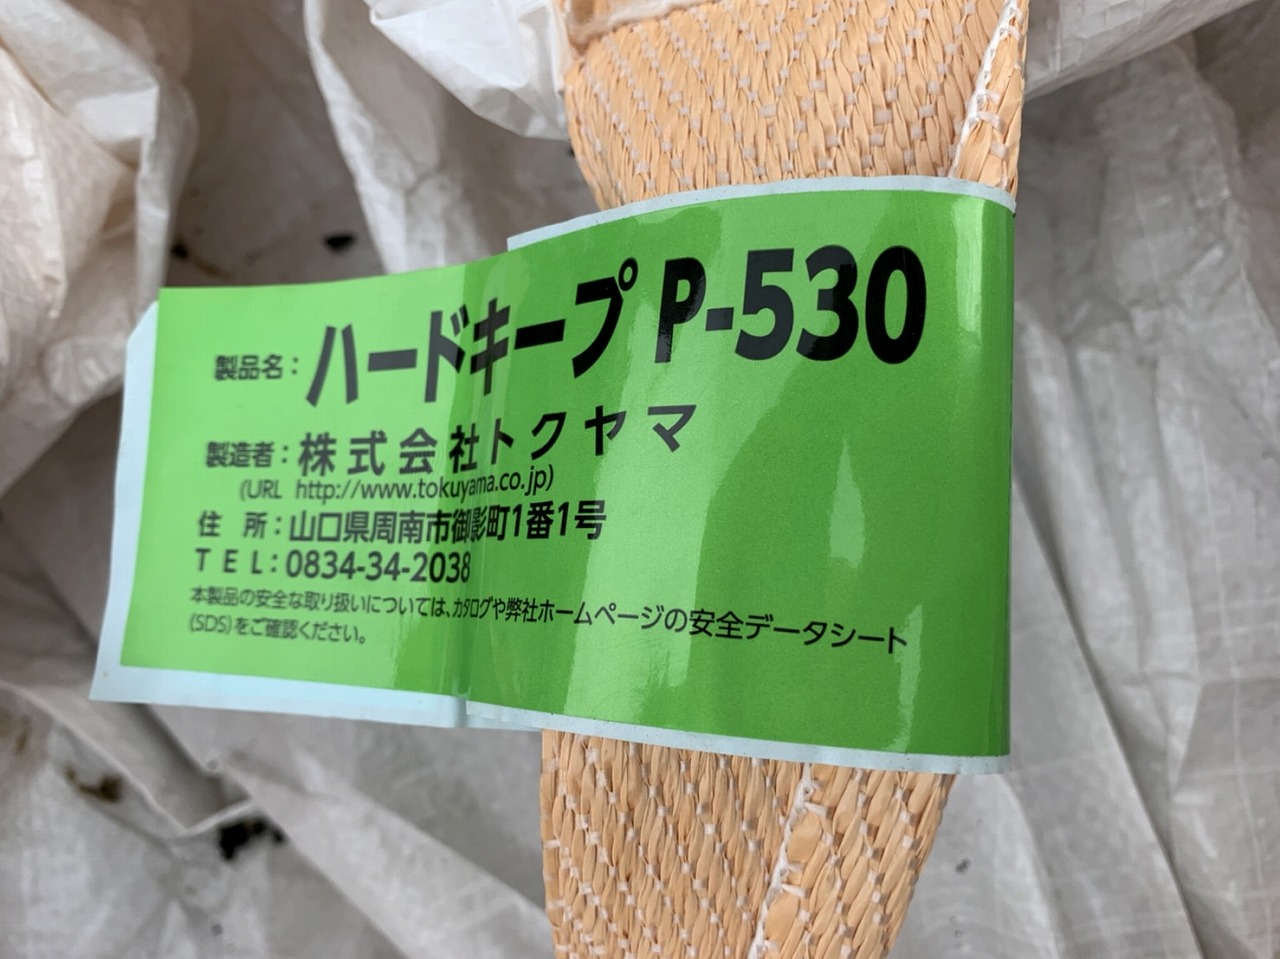 製品名：ハードキープ P-530
製造者：株式会社トクヤマ
(URL http://www.tokuyama.co.jp)
住　所：山口県周南市御影町1番1号
ＴＥＬ：0834-34-2038
本製品の安全な取り扱いについては、カタログや弊社ホームページの安全データシート
(SDS)をご確認ください。